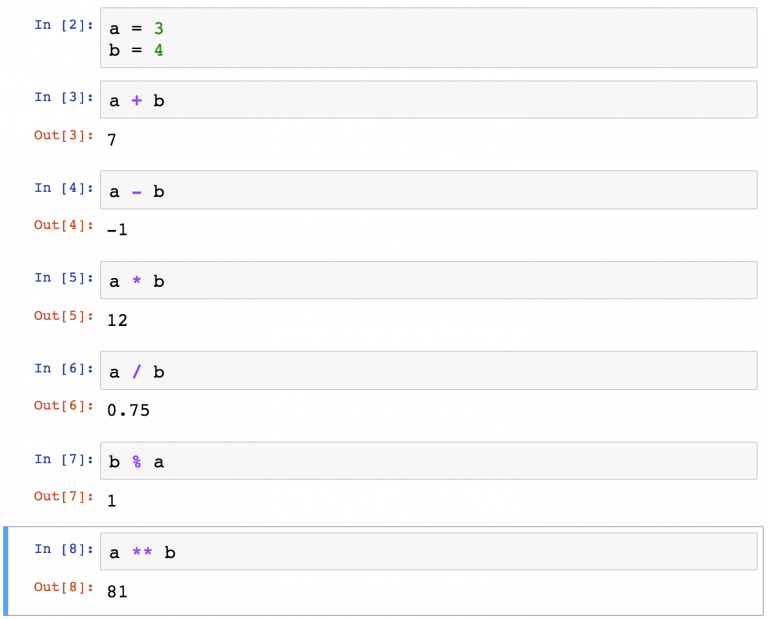 In [2]: a = 3
b = 4
In [3]: a + b
Out[3]: 7
In [4]: a - b
Out[4]: -1
In [5]: a * b
Out[5]: 12
In [6]: a / b
Out[6]: 0.75
In [7]: b % a
Out[7]: 1
In [8]: a ** b
Out[8]: 81